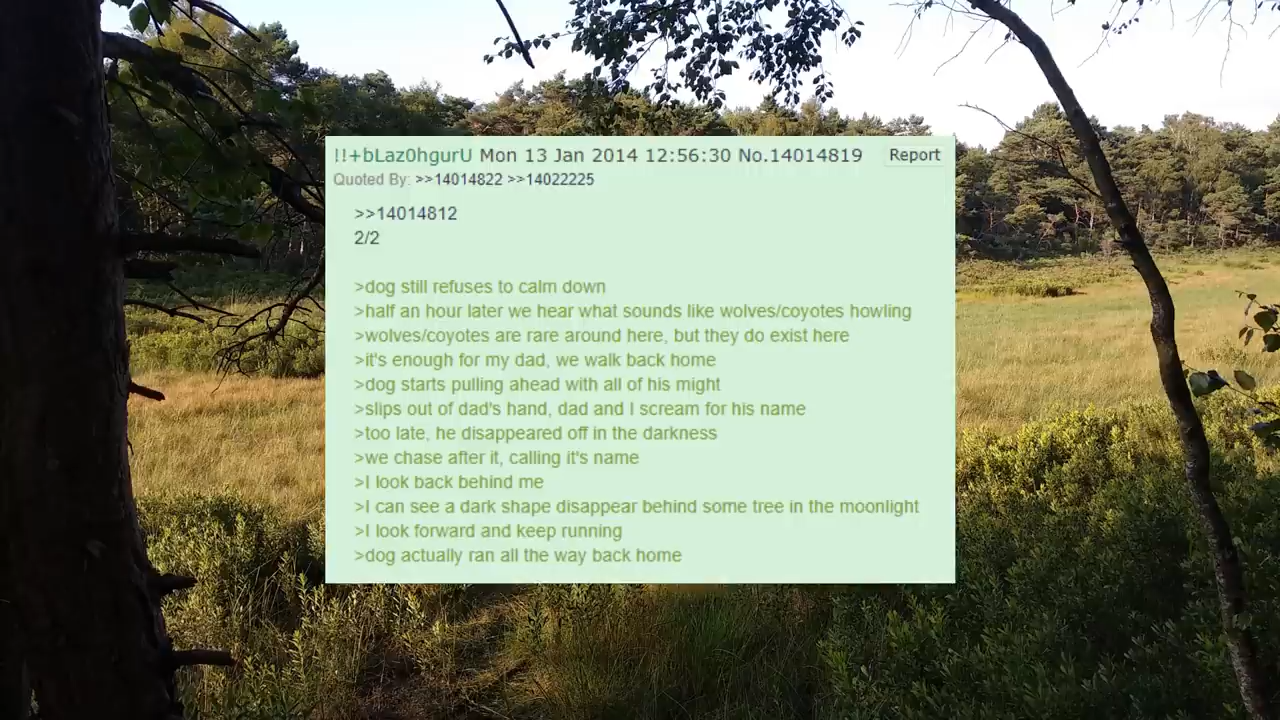 !!+bLaz0hgurU Mon 13 Jan 2014 12:56:30 No.14014819 Report
Quoted By: >>14014822 >>14022225
>>14014812
2/2
>dog still refuses to calm down
>half an hour later we hear what sounds like wolves/coyotes howling
>wolves/coyotes are rare around here, but they do exist here
>it's enough for my dad, we walk back home
>dog starts pulling ahead with all of his might
>slips out of dad's hand, dad and I scream for his name
>too late, he disappeared off in the darkness
>we chase after it, calling it's name
>I look back behind me
>I can see a dark shape disappear behind some tree in the moonlight
>I look forward and keep running
>dog actually ran all the way back home